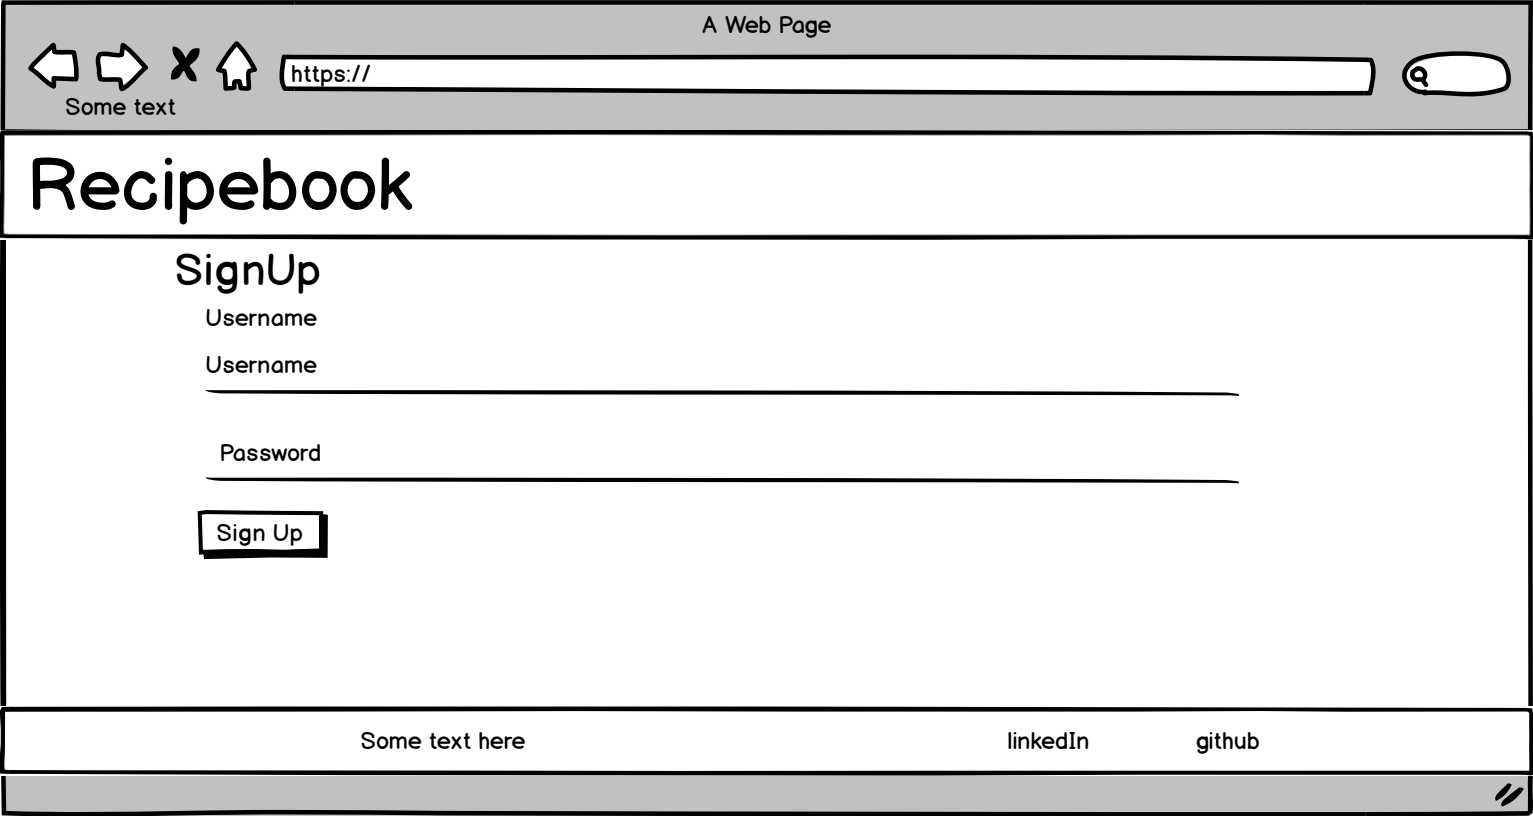 A Web Page
https://
Some text
Recipebook
SignUp
Username
Username
Password
Sign Up
Some text here linkedIn github